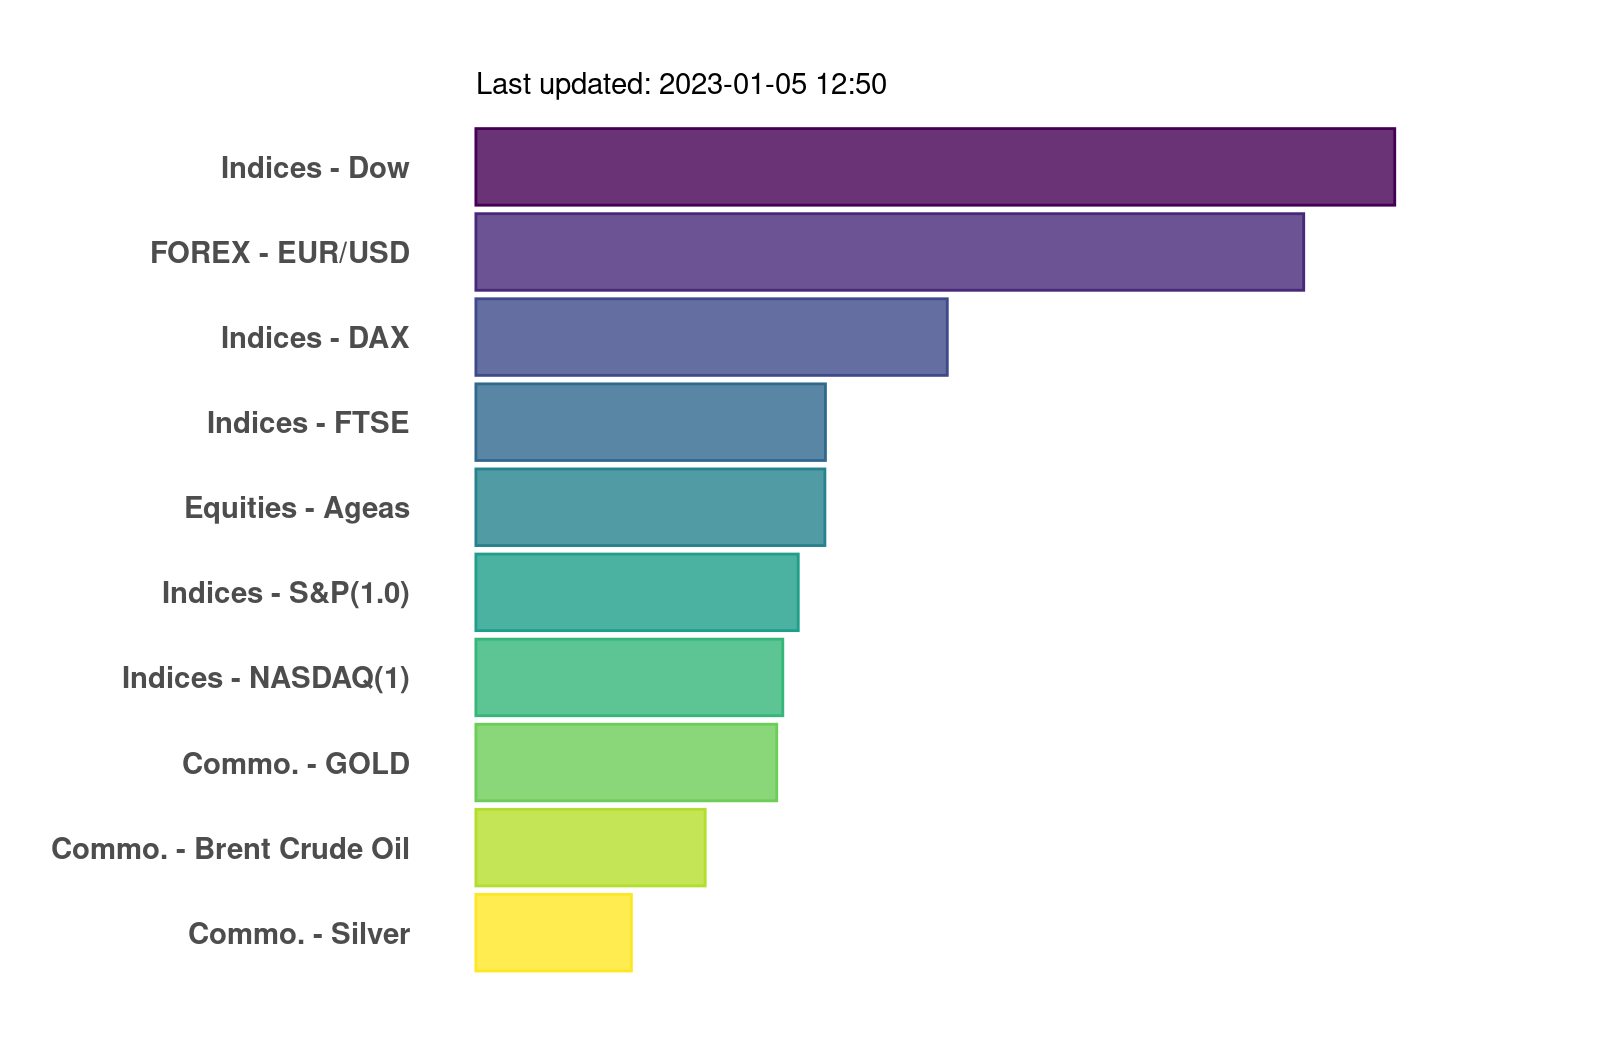 Last updated: 2023-01-05 12:50
Indices - Dow
FOREX - EUR/USD
Indices - DAX
Indices - FTSE
Equities - Ageas
Indices - S&P(1.0)
Indices - NASDAQ(1)
Commo. - GOLD
Commo. - Brent Crude Oil
Commo. - Silver